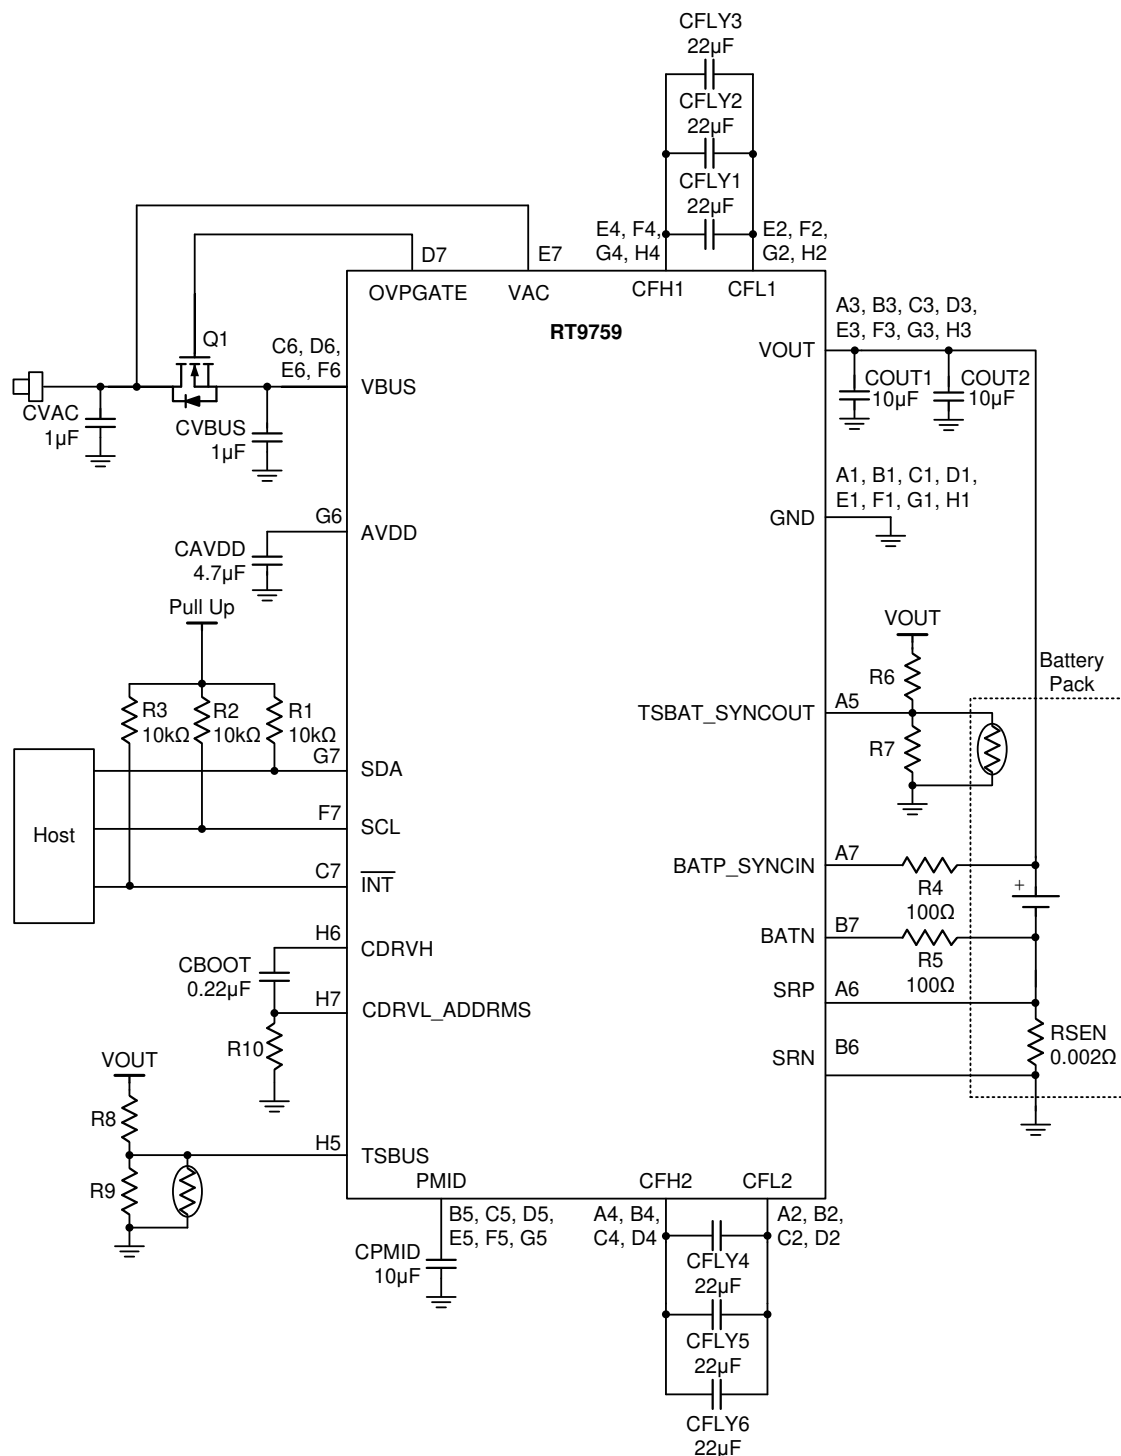 CFLY3
22µF
CFLY2
22µF
CFLY1
22µF
E4, F4,
G4, H4
E2, F2,
G2, H2
D7
E7
OVPGATE
VAC
CFH1
CFL1
RT9759
A3, B3, C3, D3,
E3, F3, G3, H3
VOUT
COUT1
10µF
COUT2
10µF
Q1
C6, D6,
E6, F6
VBUS
CVAC
1µF
CVBUS
1µF
A1, B1, C1, D1,
E1, F1, G1, H1
GND
G6
AVDD
CAVDD
4.7µF
Pull Up
R3
10kΩ
R2
10kΩ
R1
10kΩ
VOUT
R6
Battery
Pack
TSBAT_SYNCOUT
A5
R7
G7
SDA
Host
F7
SCL
C7
INT
BATP_SYNCIN
A7
R4
100Ω
+
BATN
B7
R5
100Ω
H6
CDRVH
CBOOT
0.22µF
H7
CDRVL_ADDRMS
R10
SRP
A6
SRN
B6
RSEN
0.002Ω
VOUT
R8
H5
TSBUS
R9
PMID
B5, C5, D5,
E5, F5, G5
CPMID
10µF
CFH2
CFL2
A4, B4,
C4, D4
A2, B2,
C2, D2
CFLY4
22µF
CFLY5
22µF
CFLY6
22µF